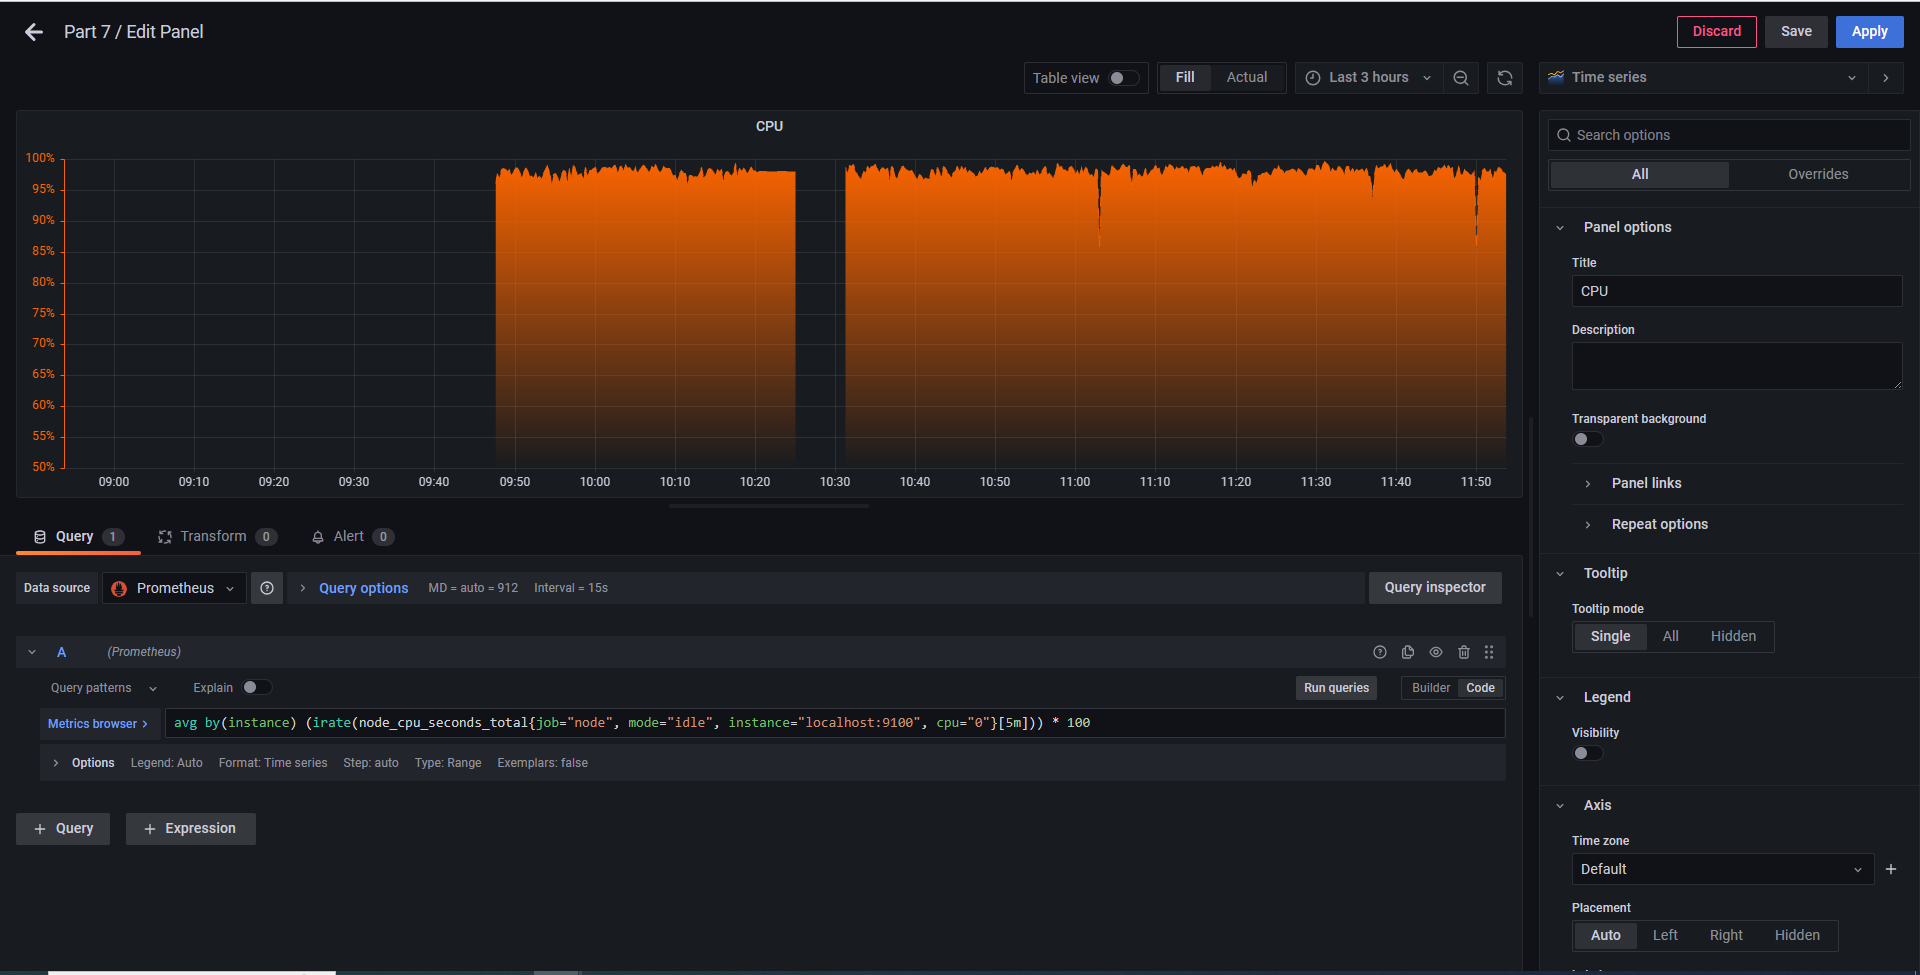 Part 7 / Edit Panel
Discard Save Apply
Table view Fill Actual Last 3 hours Time series
CPU
100%
95%
90%
85%
80%
75%
70%
65%
60%
55%
50%
09:00 09:10 09:20 09:30 09:40 09:50 10:00 10:10 10:20 10:30 10:40 10:50 11:00 11:10 11:20 11:30 11:40 11:50
Query 1 Transform 0 Alert 0
Data source Prometheus Query options MD = auto = 912 Interval = 15s Query inspector
A (Prometheus)
Query patterns Explain Run queries Builder Code
Metrics browser > avg by(instance) (irate(node_cpu_seconds_total{job="node", mode="idle", instance="localhost:9100", cpu="0"}[5m])) * 100
Options Legend: Auto Format: Time series Step: auto Type: Range Exemplars: false
+ Query + Expression
Search options
All Overrides
Panel options
Title
CPU
Description
Transparent background
Panel links
Repeat options
Tooltip
Tooltip mode
Single All Hidden
Legend
Visibility
Axis
Time zone
Default
Placement
Auto Left Right Hidden